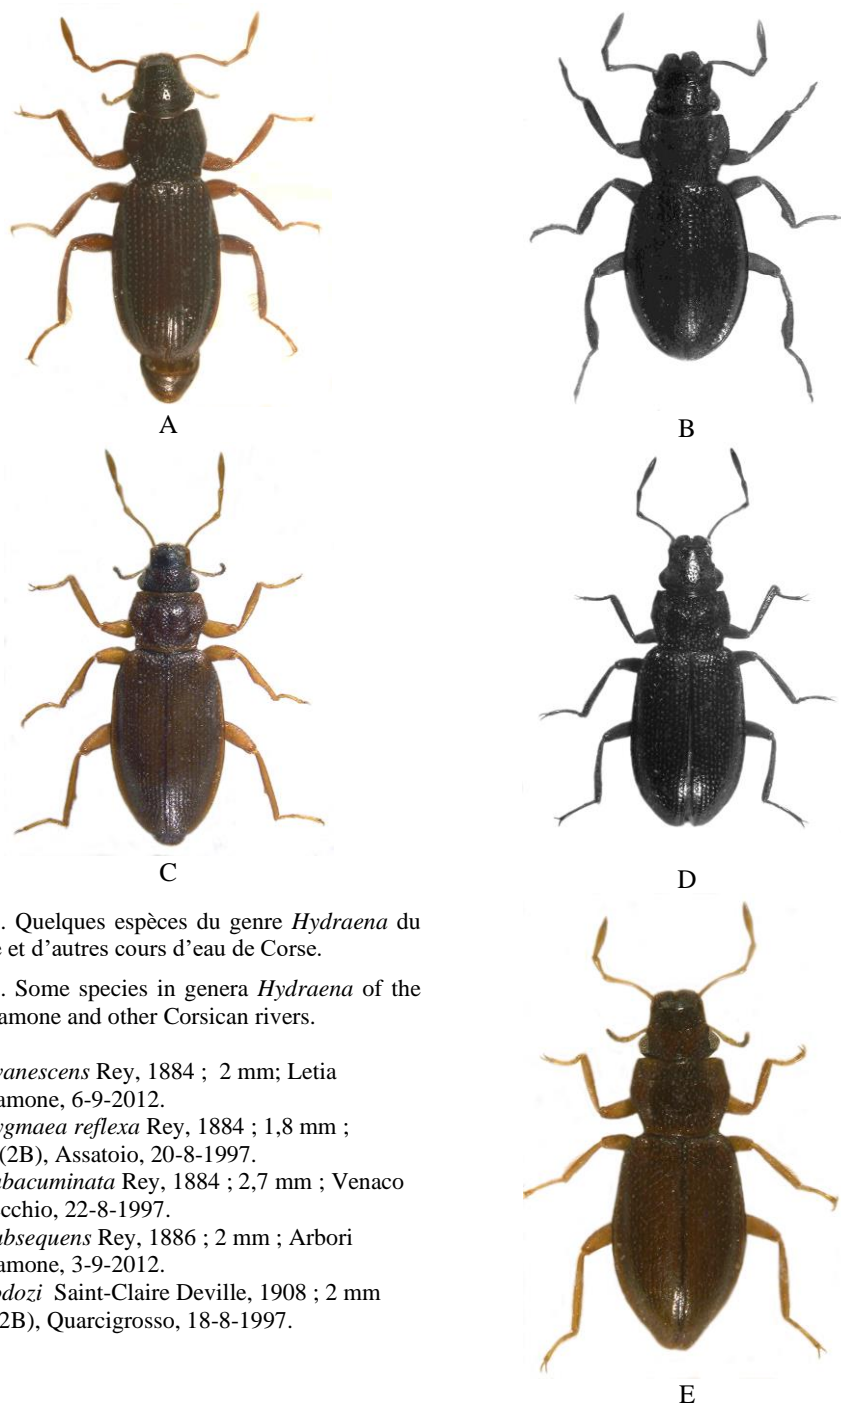 A
B
C
D
. Quelques espèces du genre Hydraena du
e et d'autres cours d'eau de Corse.
. Some species in genera Hydraena of the
amone and other Corsican rivers.
vanescens Rey, 1884 ; 2 mm; Letia
amone, 6-9-2012.
ygmaea reflexa Rey, 1884 ; 1,8 mm ;
(2B), Assatoio, 20-8-1997.
ubacuminata Rey, 1884 ; 2,7 mm ; Venaco
cchio, 22-8-1997.
ubsequens Rey, 1886 ; 2 mm ; Arbori
amone, 3-9-2012.
odozi Saint-Claire Deville, 1908 ; 2 mm
2B), Quarcigrosso, 18-8-1997.
E